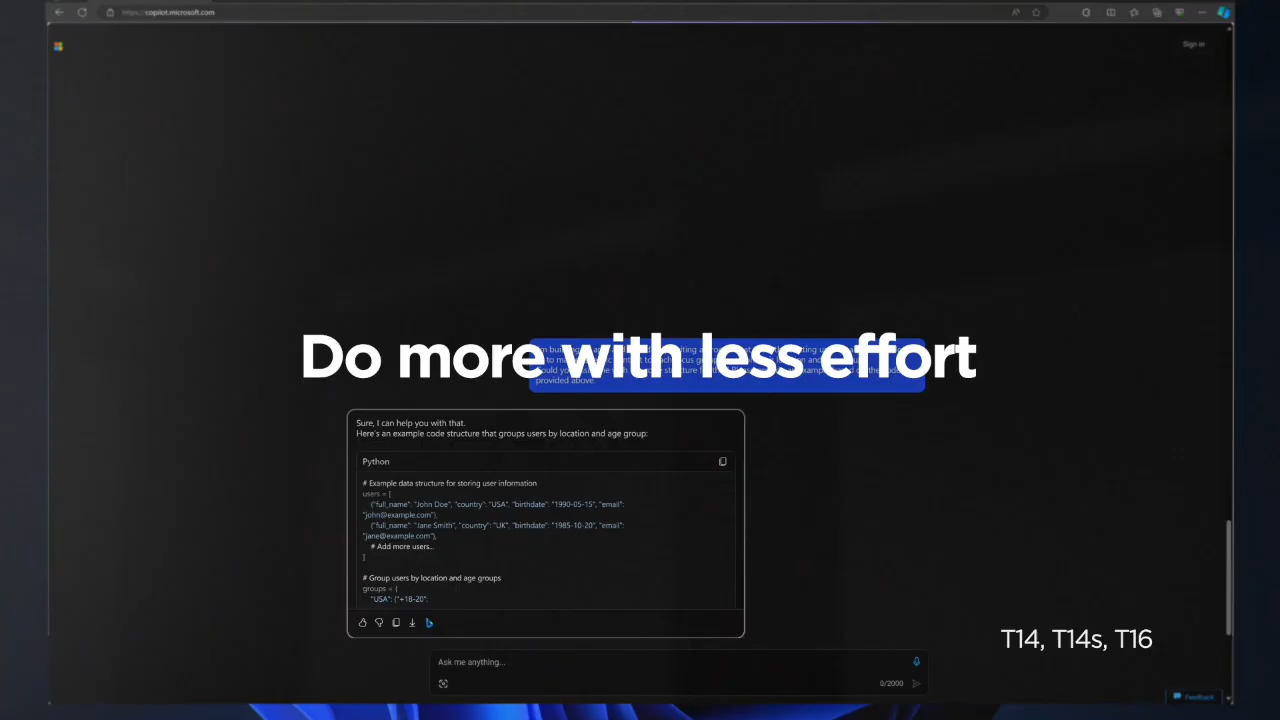 https://copilot.microsoft.com
Sign in
Do more with less effort
provided above.
Sure, I can help you with that.
Here's an example code structure that groups users by location and age group:
Python
# Example data structure for storing user information
users = [
{"full_name": "John Doe", "country": "USA", "birthdate": "1990-05-15", "email":
"john@example.com"},
{"full_name": "Jane Smith", "country": "UK", "birthdate": "1985-10-20", "email":
"jane@example.com"},
# Add more users...
]
# Group users by location and age groups
groups = {
"USA": {"+18-20":
T14, T14s, T16
Ask me anything...
0/2000
Feedback